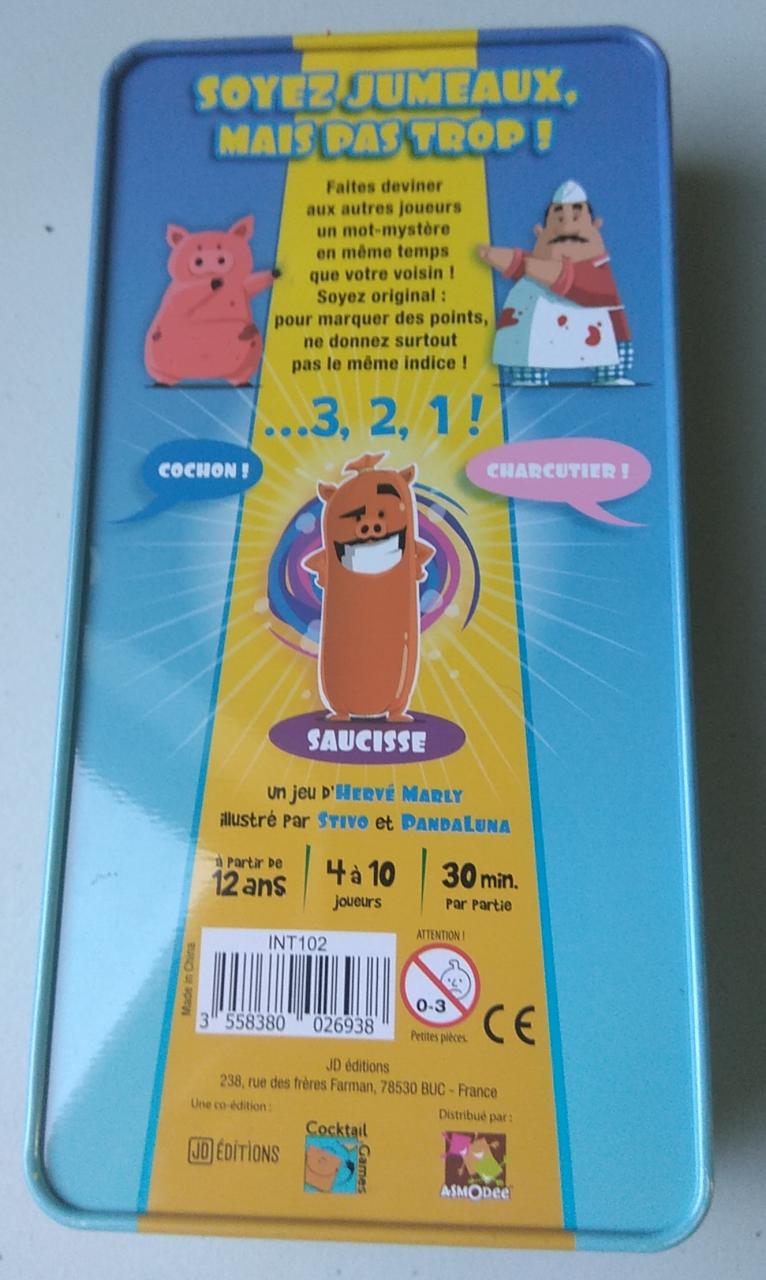 SOYEZ JUMEAUX,
MAIS PAS TROP !
Faites deviner
aux autres joueurs
un mot-mystère
en même temps
que votre voisin !
Soyez original :
pour marquer des points,
ne donnez surtout
pas le même indice !
...3, 2, 1 !
COCHON !
CHARCUTIER !
SAUCISSE
un jeu D'HERVÉ MARLY
illustré par STIVO et PANDALUNA
à partir de
12 ans
4 à 10
joueurs
30 min.
par partie
Made in China
INT102
3 558380 026938
ATTENTION !
0-3
Petites pièces.
CE
JD éditions
238, rue des frères Farman, 78530 BUC - France
Une co-édition :
JD ÉDITIONS
Cocktail
Games
Distribué par :
ASMODee